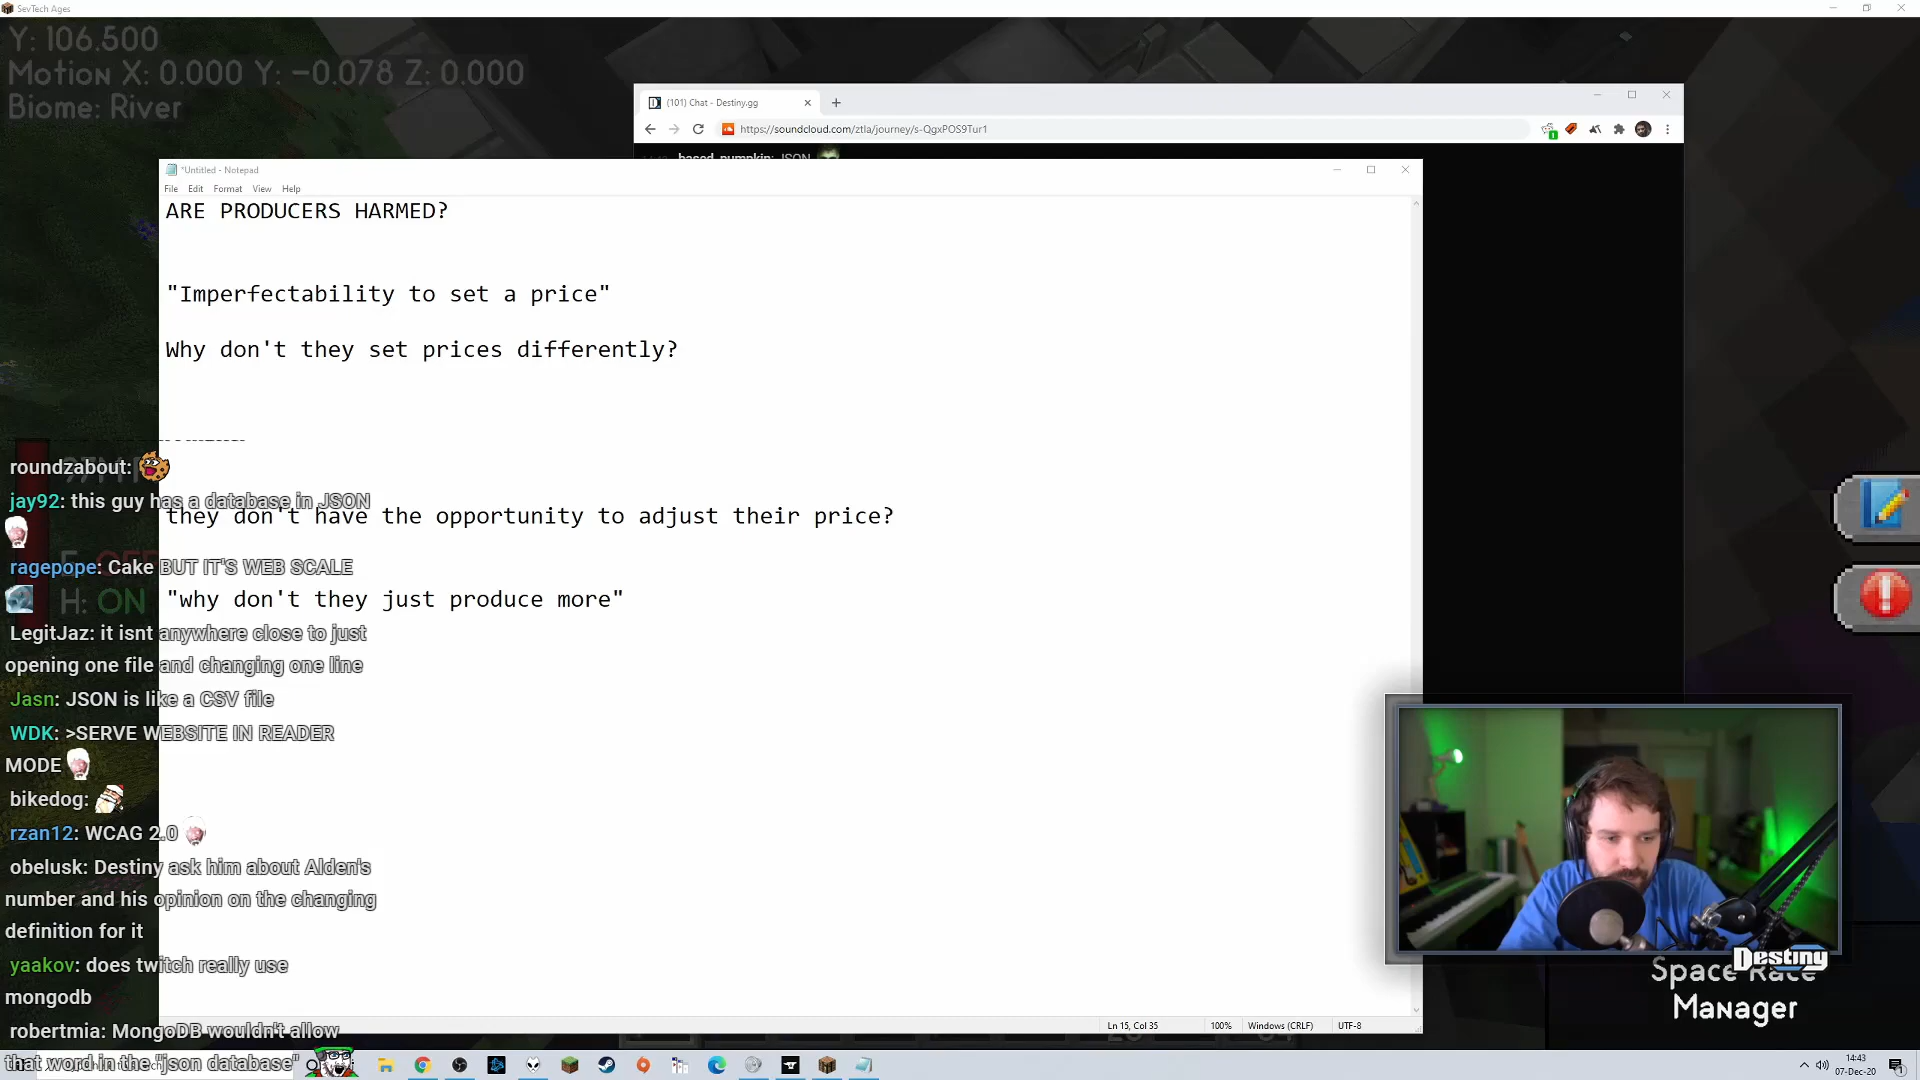 SevTech Ages
Y: 106.500
Motion X: 0.000 Y: -0.078 Z: 0.000
Biome: River
(101) Chat - Destiny.gg
https://soundcloud.com/ztla/journey/s-QgxPOS9Tur1
based_pumpkin: JSON
*Untitled - Notepad
File Edit Format View Help
ARE PRODUCERS HARMED?
"Imperfectability to set a price"
Why don't they set prices differently?
they don't have the opportunity to adjust their price?
"why don't they just produce more"
roundzabout:
jay92: this guy has a database in JSON
ragepope: Cake BUT IT'S WEB SCALE
H: ON
LegitJaz: it isnt anywhere close to just
opening one file and changing one line
Jasn: JSON is like a CSV file
WDK: >SERVE WEBSITE IN READER
MODE
bikedog:
rzan12: WCAG 2.0
obelusk: Destiny ask him about Alden's
number and his opinion on the changing
definition for it
yaakov: does twitch really use
mongodb
robertmia: MongoDB wouldn't allow
that word in the "json database"
Destiny
Space Race
Manager
Ln 15, Col 35
100%
Windows (CRLF)
UTF-8
14:43
07-Dec-20